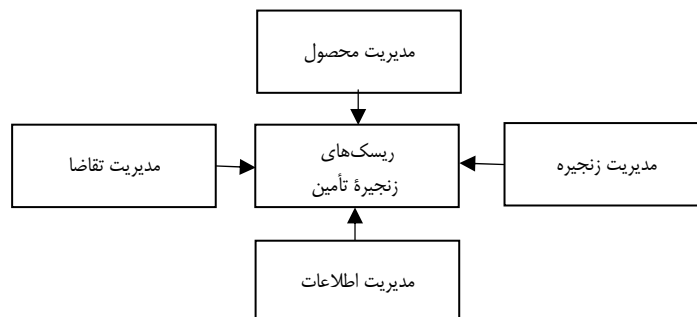 مدیریت محصول
مدیریت زنجیره
ریسک‌های
زنجیرهٔ تأمین
مدیریت تقاضا
مدیریت اطلاعات